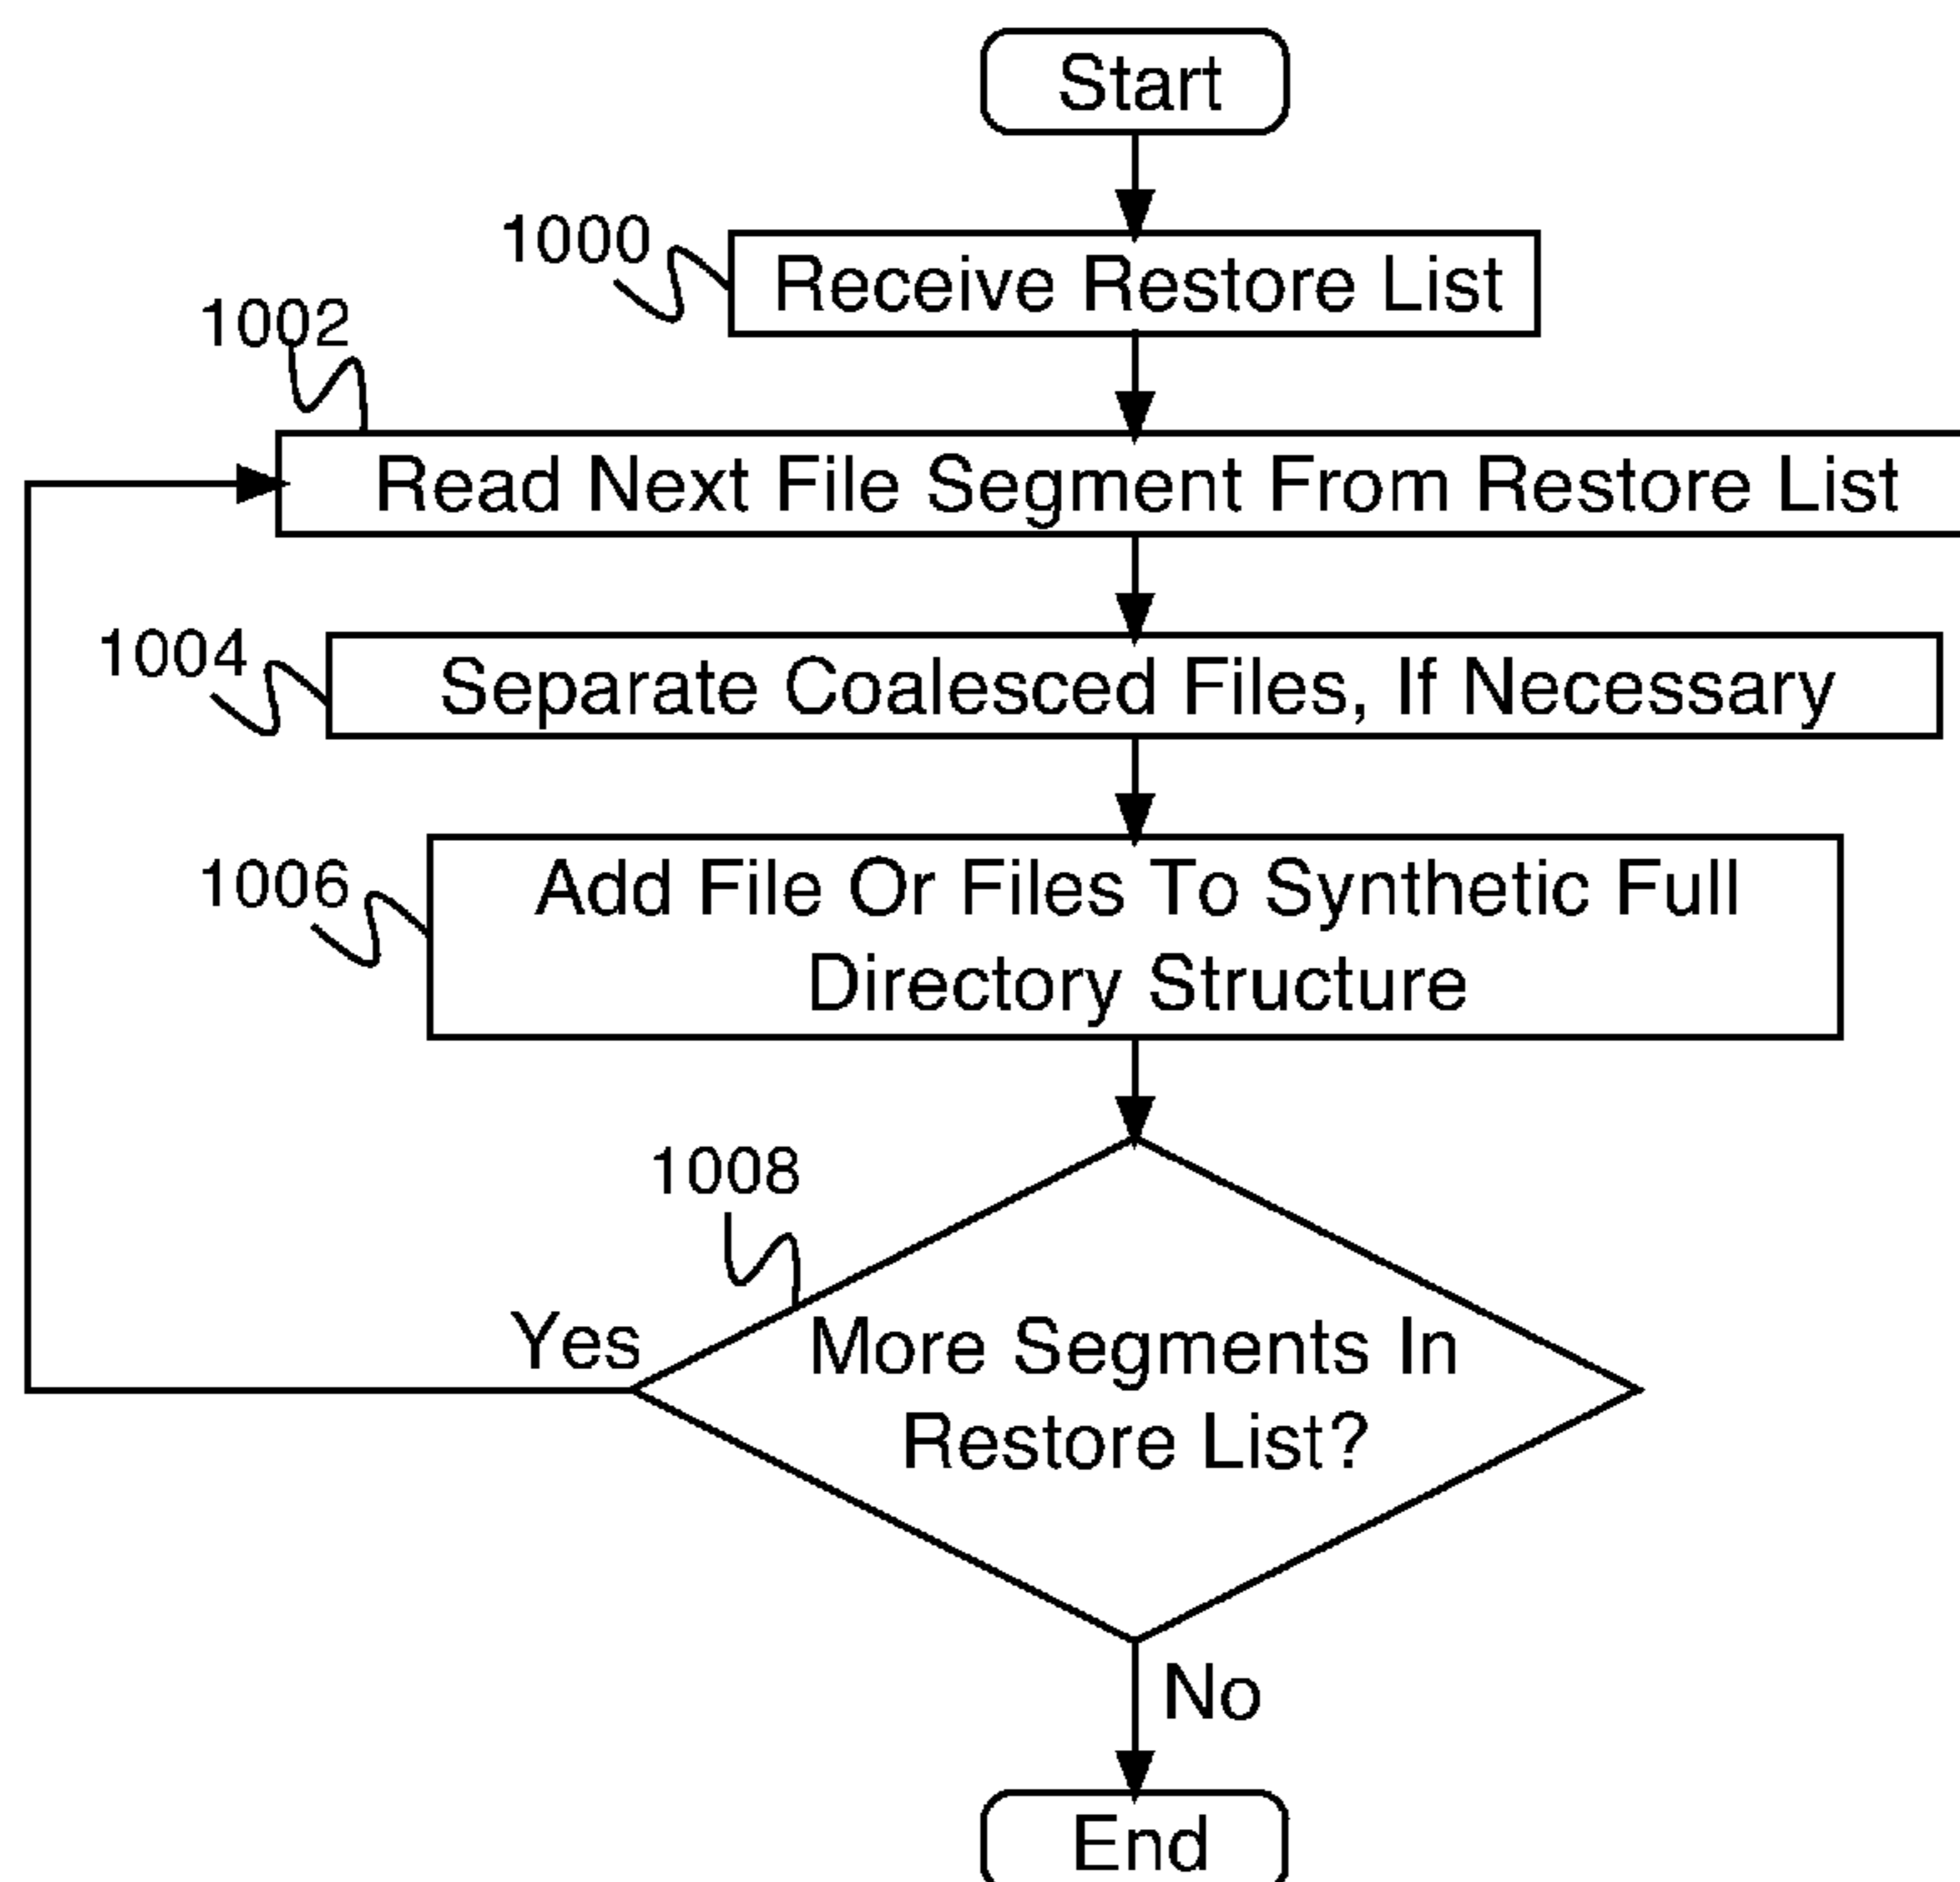 Start
1000
Receive Restore List
1002
Read Next File Segment From Restore List
1004
Separate Coalesced Files, If Necessary
1006
Add File Or Files To Synthetic Full
Directory Structure
1008
More Segments In
Restore List?
Yes
No
End